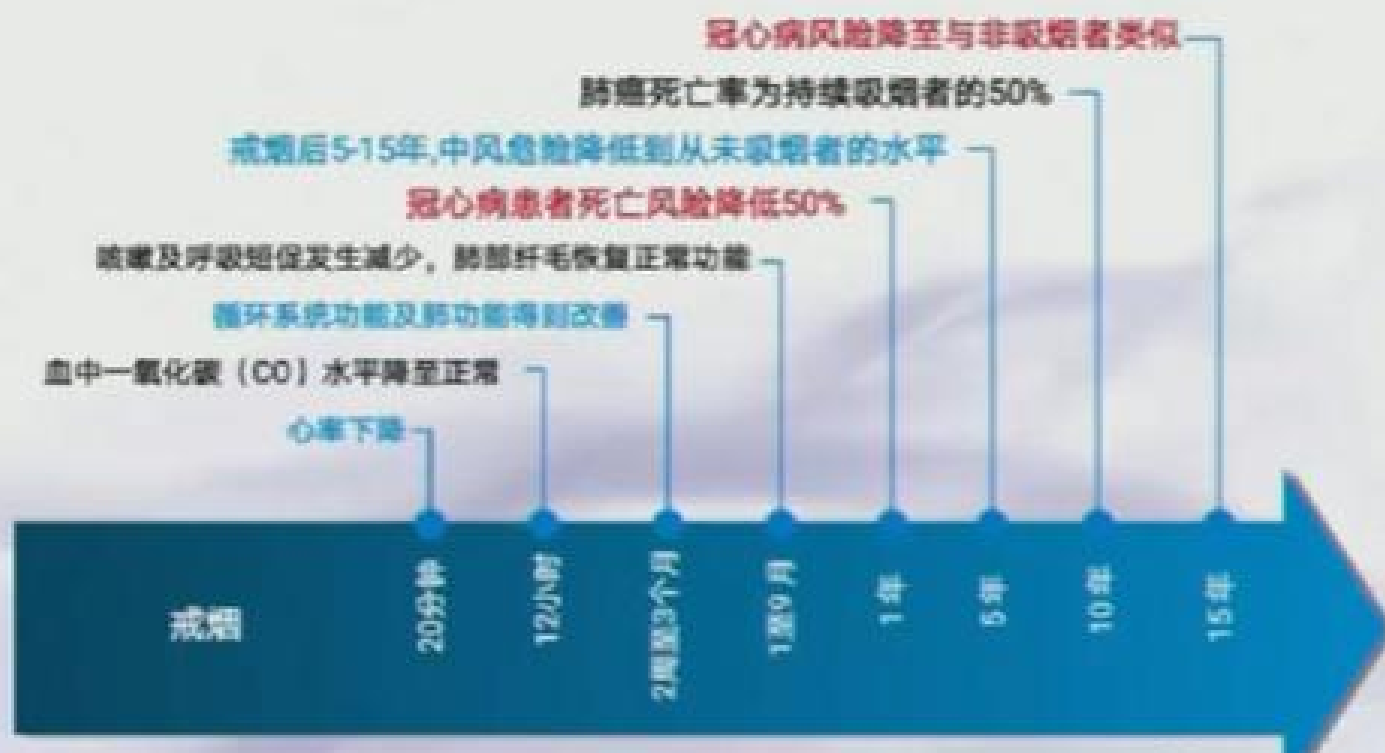 冠心病风险降至与非吸烟者类似
肺癌死亡率为持续吸烟者的50%
戒烟后5-15年,中风危险降低到从未吸烟者的水平
冠心病患者死亡风险降低50%
咳嗽及呼吸短促发生减少，肺部纤毛恢复正常功能
循环系统功能及肺功能得到改善
血中一氧化碳（CO）水平降至正常
心率下降
戒烟
20分钟
12小时
2周至3个月
1至9月
1年
5年
10年
15年